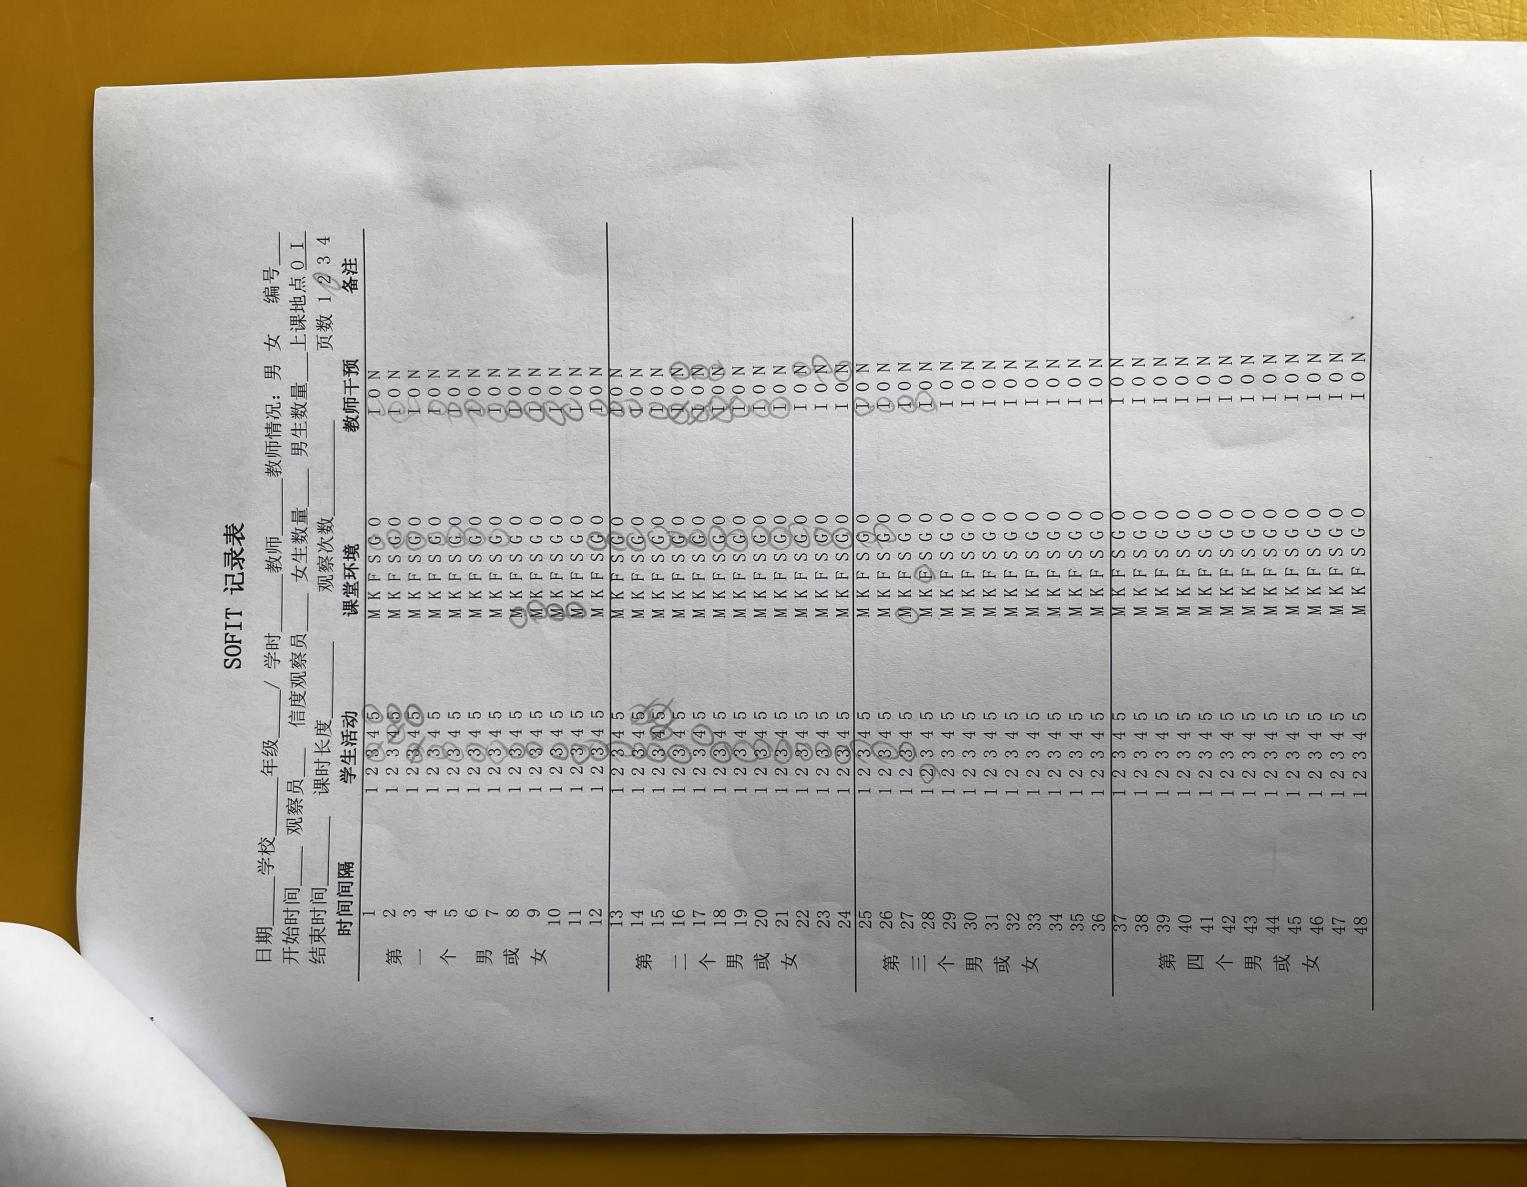 SOFIT 记录表
日期____学校______年级____/ 学时______教师______教师情况: 男 女 编号____
开始时间____ 观察员____ 信度观察员____ 女生数量____ 男生数量____上课地点 O I
结束时间____ 课时长度________ 观察次数________ 页数 1 2 3 4
时间间隔 学生活动 课堂环境 教师干预 备注
第一个男或女
1 1 2 3 4 5 M K F S G O I O N
2 1 2 3 4 5 M K F S G O I O N
3 1 2 3 4 5 M K F S G O I O N
4 1 2 3 4 5 M K F S G O I O N
5 1 2 3 4 5 M K F S G O I O N
6 1 2 3 4 5 M K F S G O I O N
7 1 2 3 4 5 M K F S G O I O N
8 1 2 3 4 5 M K F S G O I O N
9 1 2 3 4 5 M K F S G O I O N
10 1 2 3 4 5 M K F S G O I O N
11 1 2 3 4 5 M K F S G O I O N
12 1 2 3 4 5 M K F S G O I O N
第二个男或女
13 1 2 3 4 5 M K F S G O I O N
14 1 2 3 4 5 M K F S G O I O N
15 1 2 3 4 5 M K F S G O I O N
16 1 2 3 4 5 M K F S G O I O N
17 1 2 3 4 5 M K F S G O I O N
18 1 2 3 4 5 M K F S G O I O N
19 1 2 3 4 5 M K F S G O I O N
20 1 2 3 4 5 M K F S G O I O N
21 1 2 3 4 5 M K F S G O I O N
22 1 2 3 4 5 M K F S G O I O N
23 1 2 3 4 5 M K F S G O I O N
24 1 2 3 4 5 M K F S G O I O N
第三个男或女
25 1 2 3 4 5 M K F S G O I O N
26 1 2 3 4 5 M K F S G O I O N
27 1 2 3 4 5 M K F S G O I O N
28 1 2 3 4 5 M K F S G O I O N
29 1 2 3 4 5 M K F S G O I O N
30 1 2 3 4 5 M K F S G O I O N
31 1 2 3 4 5 M K F S G O I O N
32 1 2 3 4 5 M K F S G O I O N
33 1 2 3 4 5 M K F S G O I O N
34 1 2 3 4 5 M K F S G O I O N
35 1 2 3 4 5 M K F S G O I O N
36 1 2 3 4 5 M K F S G O I O N
第四个男或女
37 1 2 3 4 5 M K F S G O I O N
38 1 2 3 4 5 M K F S G O I O N
39 1 2 3 4 5 M K F S G O I O N
40 1 2 3 4 5 M K F S G O I O N
41 1 2 3 4 5 M K F S G O I O N
42 1 2 3 4 5 M K F S G O I O N
43 1 2 3 4 5 M K F S G O I O N
44 1 2 3 4 5 M K F S G O I O N
45 1 2 3 4 5 M K F S G O I O N
46 1 2 3 4 5 M K F S G O I O N
47 1 2 3 4 5 M K F S G O I O N
48 1 2 3 4 5 M K F S G O I O N